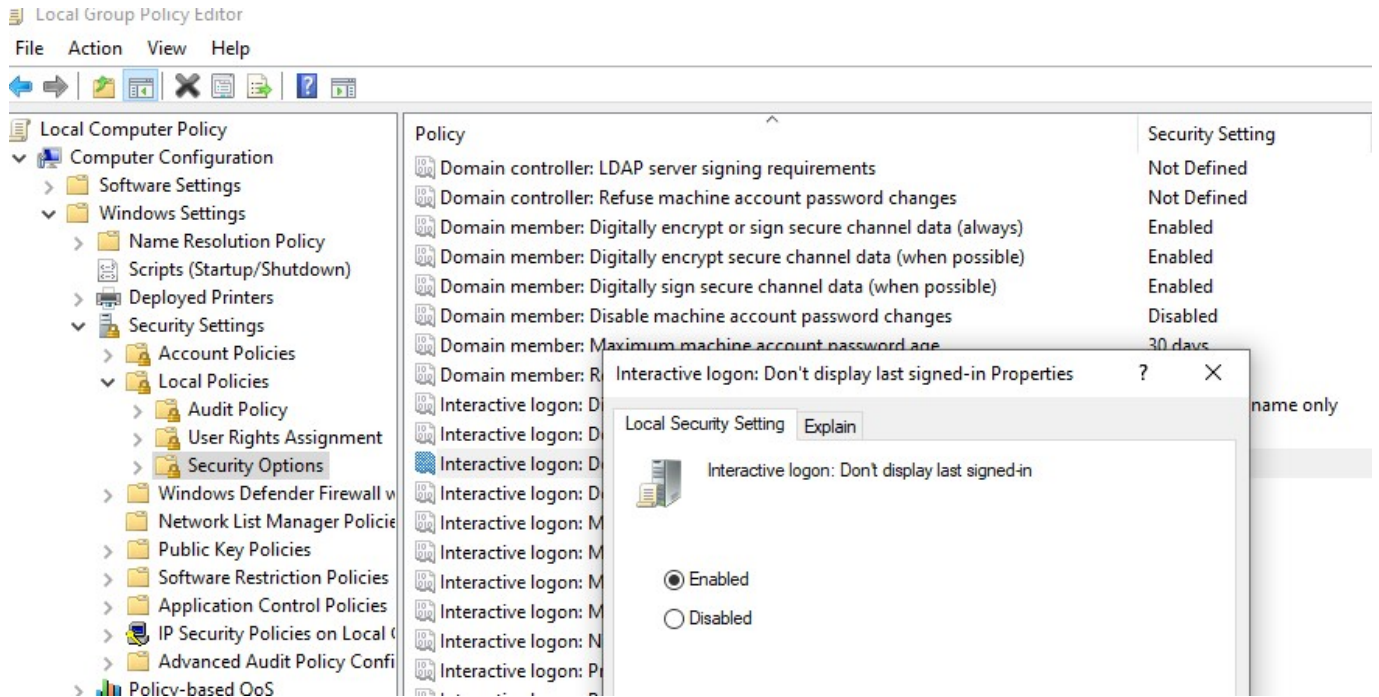 Local Group Policy Editor
File Action View Help
Local Computer Policy
Computer Configuration
Software Settings
Windows Settings
Name Resolution Policy
Scripts (Startup/Shutdown)
Deployed Printers
Security Settings
Account Policies
Local Policies
Audit Policy
User Rights Assignment
Security Options
Windows Defender Firewall w
Network List Manager Policie
Public Key Policies
Software Restriction Policies
Application Control Policies
IP Security Policies on Local
Advanced Audit Policy Confi
Policy-based QoS
Policy Security Setting
Domain controller: LDAP server signing requirements Not Defined
Domain controller: Refuse machine account password changes Not Defined
Domain member: Digitally encrypt or sign secure channel data (always) Enabled
Domain member: Digitally encrypt secure channel data (when possible) Enabled
Domain member: Digitally sign secure channel data (when possible) Enabled
Domain member: Disable machine account password changes Disabled
Domain member: Maximum machine account password age 30 days
Domain member: R
Interactive logon: D name only
Interactive logon: D
Interactive logon: D
Interactive logon: D
Interactive logon: M
Interactive logon: M
Interactive logon: M
Interactive logon: M
Interactive logon: N
Interactive logon: P
Interactive logon: Don't display last signed-in Properties ?
Local Security Setting Explain
Interactive logon: Don't display last signed-in
Enabled
Disabled